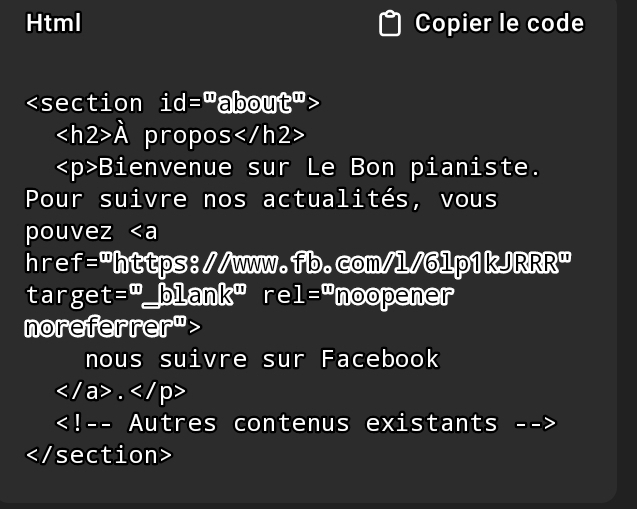 Html
Copier le code
<section id="about">
<h2>À propos</h2>
<p>Bienvenue sur Le Bon pianiste.
Pour suivre nos actualités, vous
pouvez <a
href="https://www.fb.com/l/6lp1kJRRR"
target="_blank" rel="noopener
noreferrer">
nous suivre sur Facebook
</a>.</p>
<!-- Autres contenus existants -->
</section>